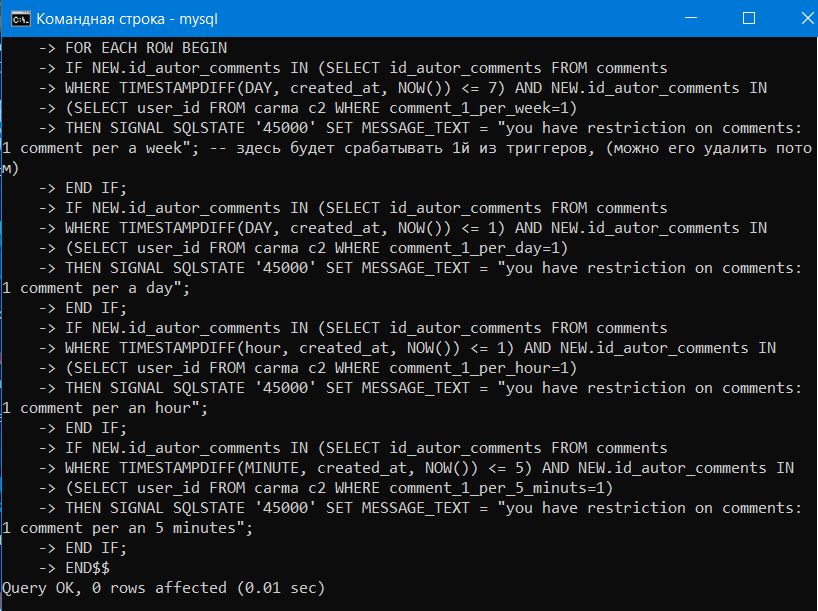 Командная строка - mysql
    -> FOR EACH ROW BEGIN
    -> IF NEW.id_autor_comments IN (SELECT id_autor_comments FROM comments
    -> WHERE TIMESTAMPDIFF(DAY, created_at, NOW()) <= 7) AND NEW.id_autor_comments IN
    -> (SELECT user_id FROM carma c2 WHERE comment_1_per_week=1)
    -> THEN SIGNAL SQLSTATE '45000' SET MESSAGE_TEXT = "you have restriction on comments:
1 comment per a week"; -- здесь будет срабатывать 1й из триггеров, (можно его удалить пото
м)
    -> END IF;
    -> IF NEW.id_autor_comments IN (SELECT id_autor_comments FROM comments
    -> WHERE TIMESTAMPDIFF(DAY, created_at, NOW()) <= 1) AND NEW.id_autor_comments IN
    -> (SELECT user_id FROM carma c2 WHERE comment_1_per_day=1)
    -> THEN SIGNAL SQLSTATE '45000' SET MESSAGE_TEXT = "you have restriction on comments:
1 comment per a day";
    -> END IF;
    -> IF NEW.id_autor_comments IN (SELECT id_autor_comments FROM comments
    -> WHERE TIMESTAMPDIFF(hour, created_at, NOW()) <= 1) AND NEW.id_autor_comments IN
    -> (SELECT user_id FROM carma c2 WHERE comment_1_per_hour=1)
    -> THEN SIGNAL SQLSTATE '45000' SET MESSAGE_TEXT = "you have restriction on comments:
1 comment per an hour";
    -> END IF;
    -> IF NEW.id_autor_comments IN (SELECT id_autor_comments FROM comments
    -> WHERE TIMESTAMPDIFF(MINUTE, created_at, NOW()) <= 5) AND NEW.id_autor_comments IN
    -> (SELECT user_id FROM carma c2 WHERE comment_1_per_5_minuts=1)
    -> THEN SIGNAL SQLSTATE '45000' SET MESSAGE_TEXT = "you have restriction on comments:
1 comment per an 5 minutes";
    -> END IF;
    -> END$$
Query OK, 0 rows affected (0.01 sec)